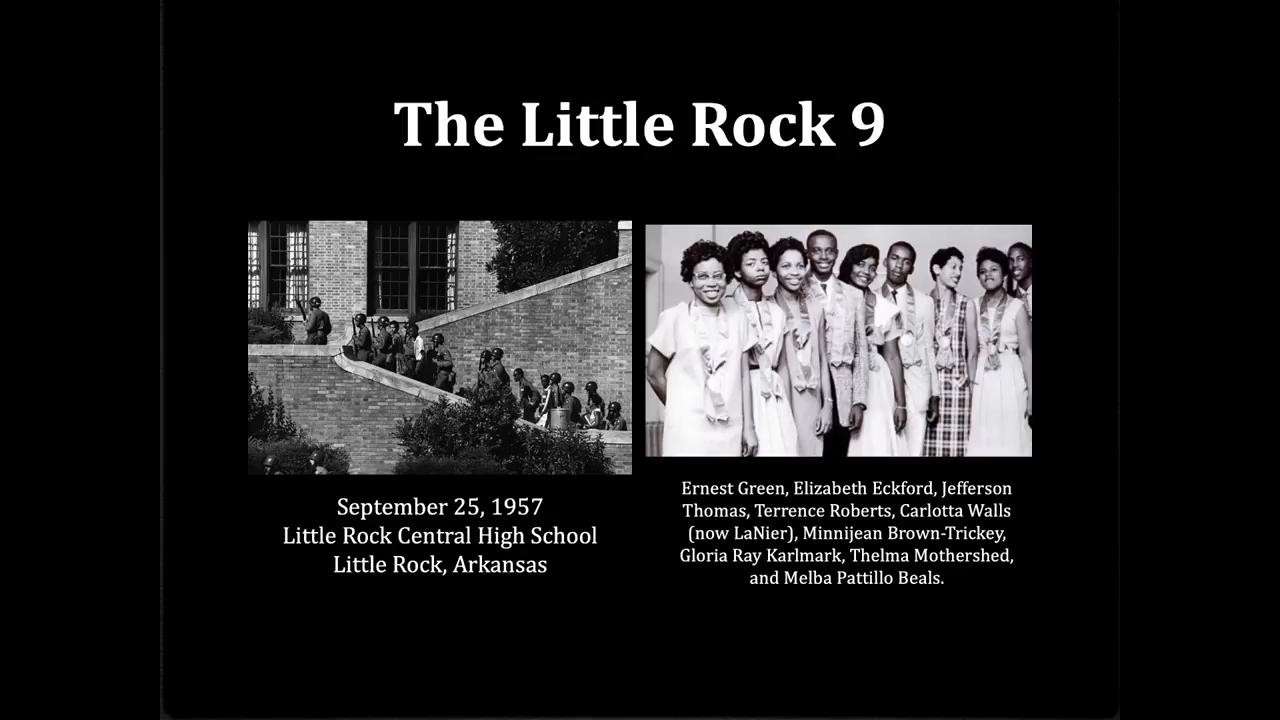 The Little Rock 9
September 25, 1957
Little Rock Central High School
Little Rock, Arkansas
Ernest Green, Elizabeth Eckford, Jefferson
Thomas, Terrence Roberts, Carlotta Walls
(now LaNier), Minnijean Brown-Trickey,
Gloria Ray Karlmark, Thelma Mothershed,
and Melba Pattillo Beals.